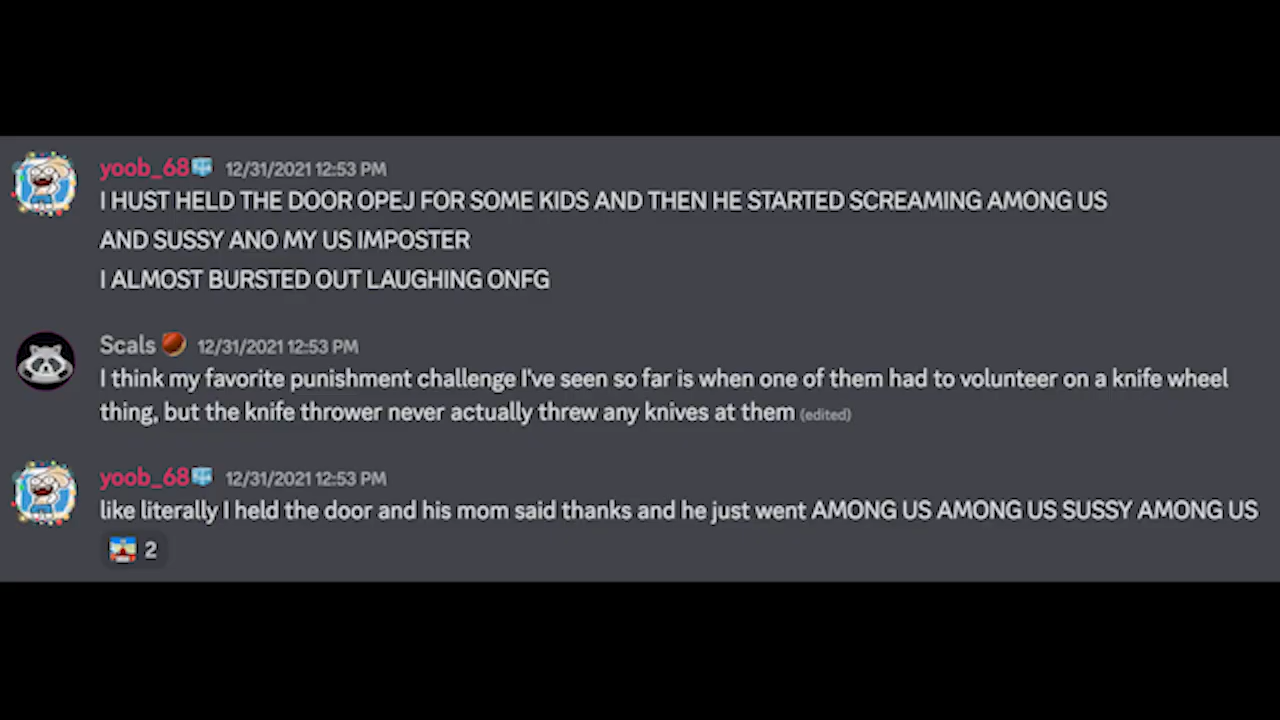 yoob_68 12/31/2021 12:53 PM
I HUST HELD THE DOOR OPEJ FOR SOME KIDS AND THEN HE STARTED SCREAMING AMONG US
AND SUSSY ANO MY US IMPOSTER
I ALMOST BURSTED OUT LAUGHING ONFG
Scals 12/31/2021 12:53 PM
I think my favorite punishment challenge I've seen so far is when one of them had to volunteer on a knife wheel
thing, but the knife thrower never actually threw any knives at them (edited)
yoob_68 12/31/2021 12:53 PM
like literally I held the door and his mom said thanks and he just went AMONG US AMONG US SUSSY AMONG US
2